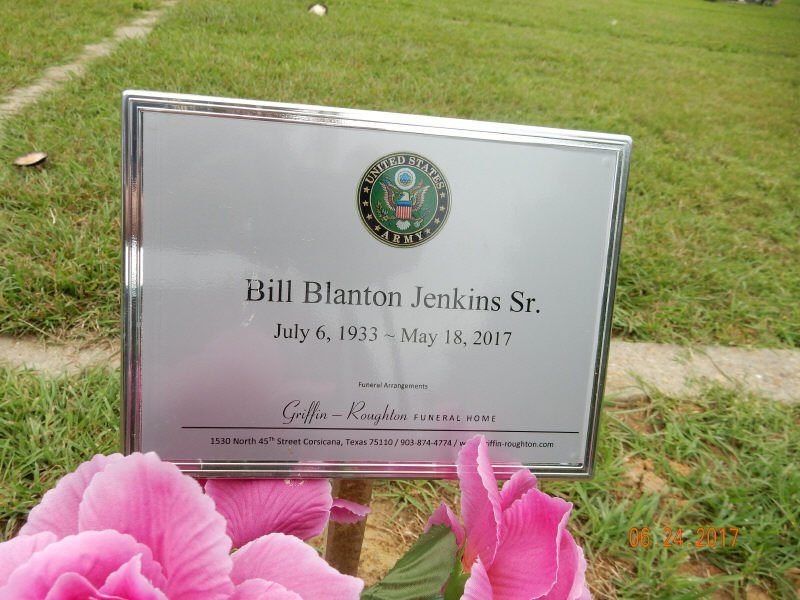 UNITED STATES
ARMY
Bill Blanton Jenkins Sr.
July 6, 1933 ~ May 18, 2017
Funeral Arrangements
Griffin – Roughton FUNERAL HOME
1530 North 45th Street Corsicana, Texas 75110 / 903-874-4774 /
06.24.2017